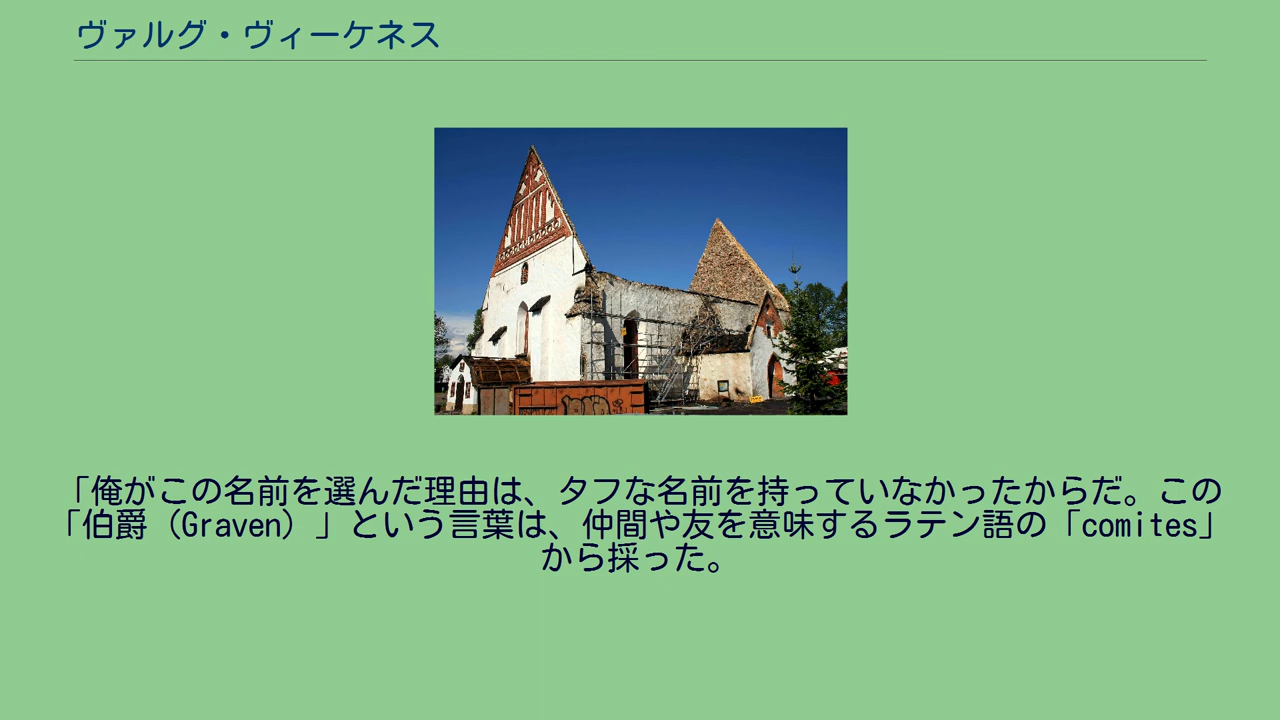 ヴァルグ・ヴィーケネス
「俺がこの名前を選んだ理由は、タフな名前を持っていなかったからだ。この
「伯爵（Graven）」という言葉は、仲間や友を意味するラテン語の「comites」
から採った。